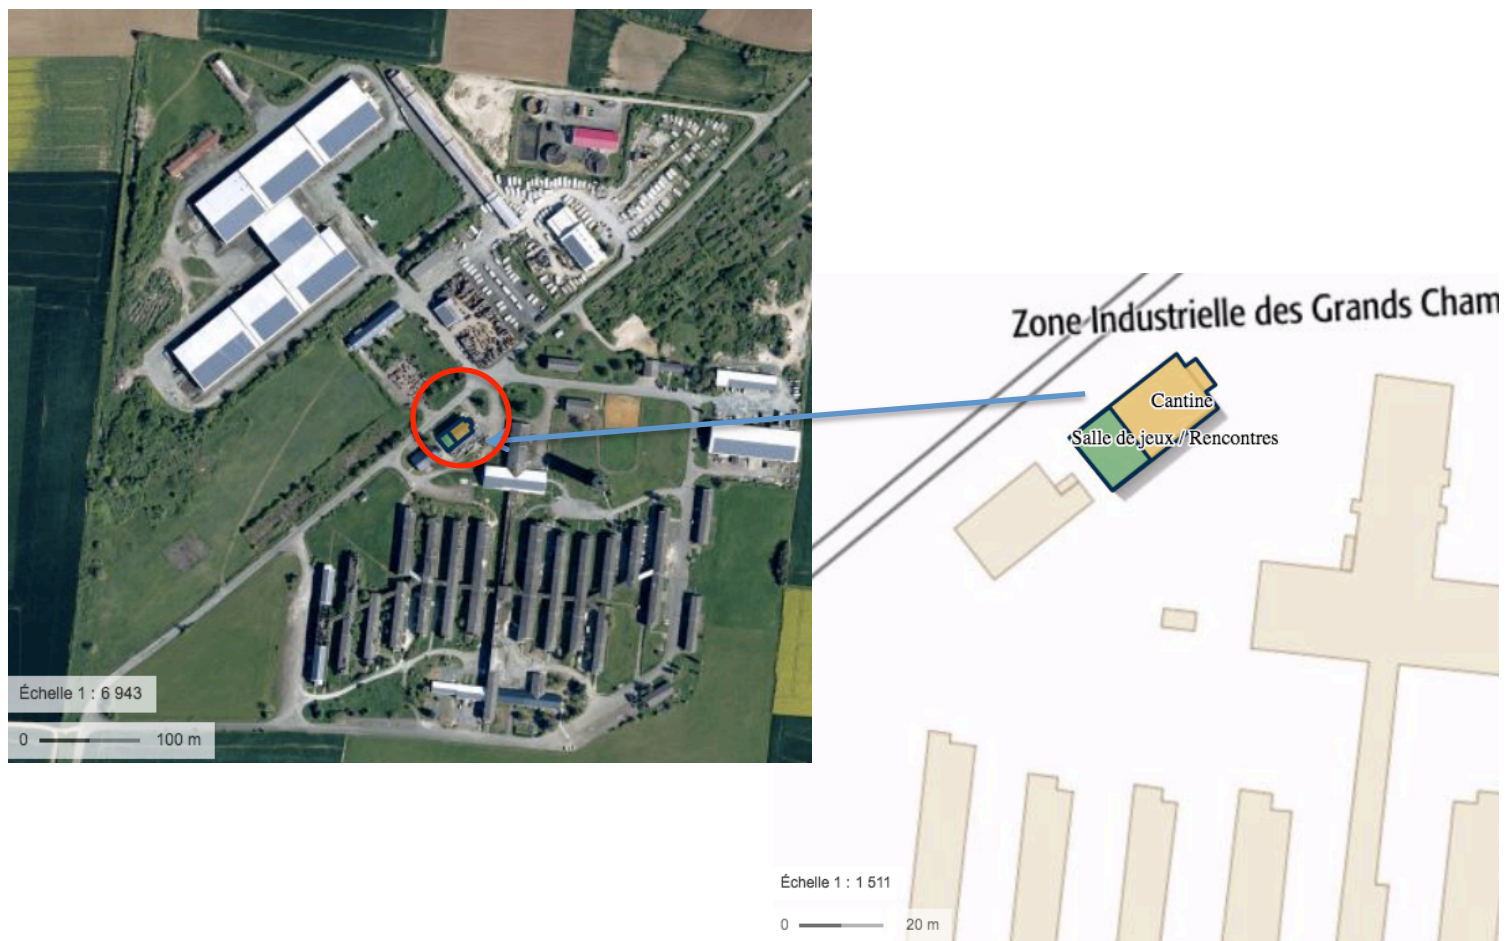 Zone Industrielle des Grands Cham
Cantine
Salle de jeux / Rencontres
Échelle 1 : 6 943
0 100 m
Échelle 1 : 1 511
0 20 m